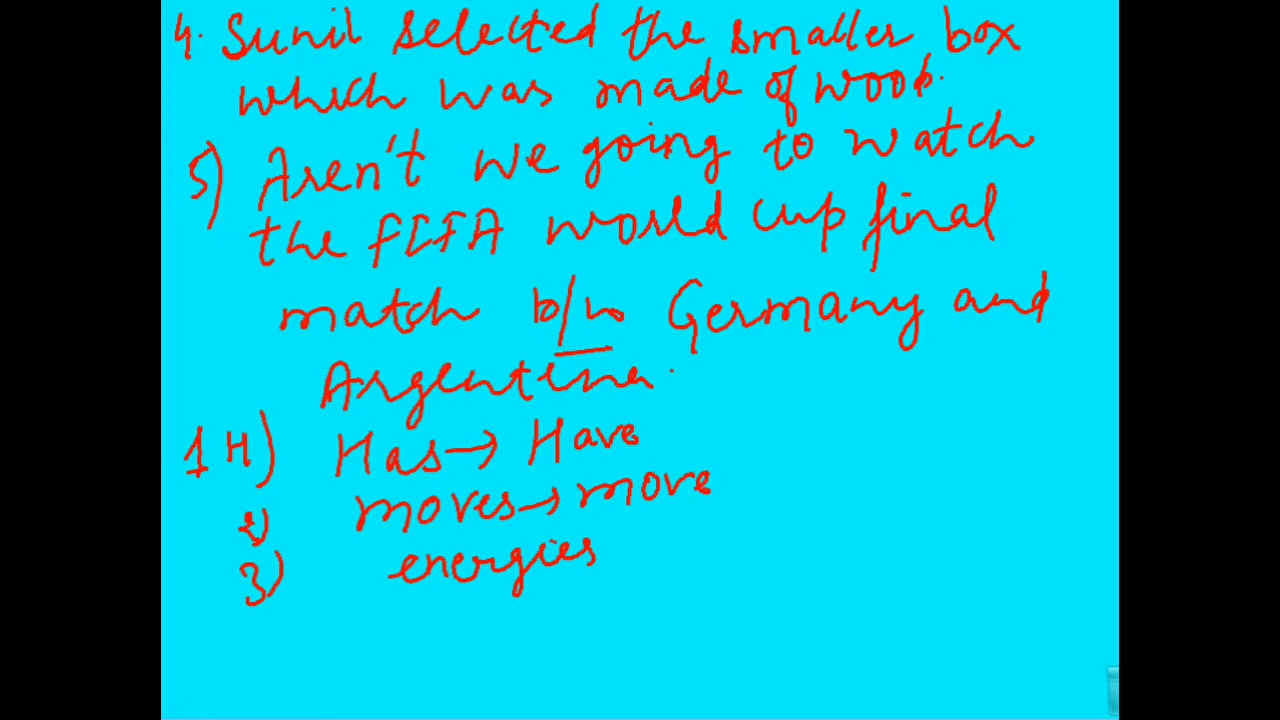 4. Sunil selected the smaller box
which was made of wood.
5) Aren't we going to watch
the FIFA world cup final
match b/w Germany and
Argentina.
14) Has → Have
2) moves → move
3) energies